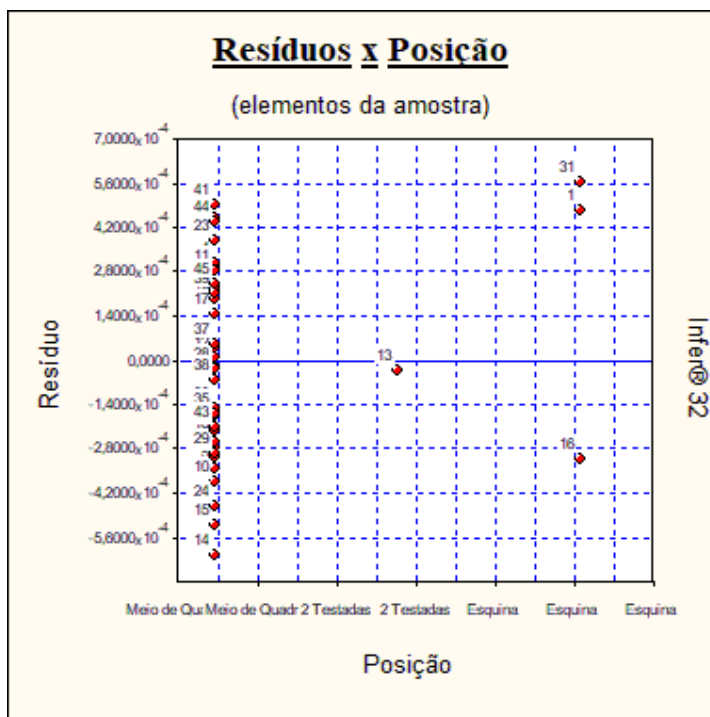 Resíduos x Posição
(elementos da amostra)
7,0000x10⁻⁴
5,6000x10⁻⁴
4,2000x10⁻⁴
2,8000x10⁻⁴
1,4000x10⁻⁴
0,0000
-1,4000x10⁻⁴
-2,8000x10⁻⁴
-4,2000x10⁻⁴
-5,6000x10⁻⁴
Resíduo
41
44
23
11
45
17
37
38
35
43
29
10
24
15
14
13
31
1
16
Infer® 32
Meio de Qua Meio de Quadr 2 Testadas 2 Testadas Esquina Esquina Esquina
Posição